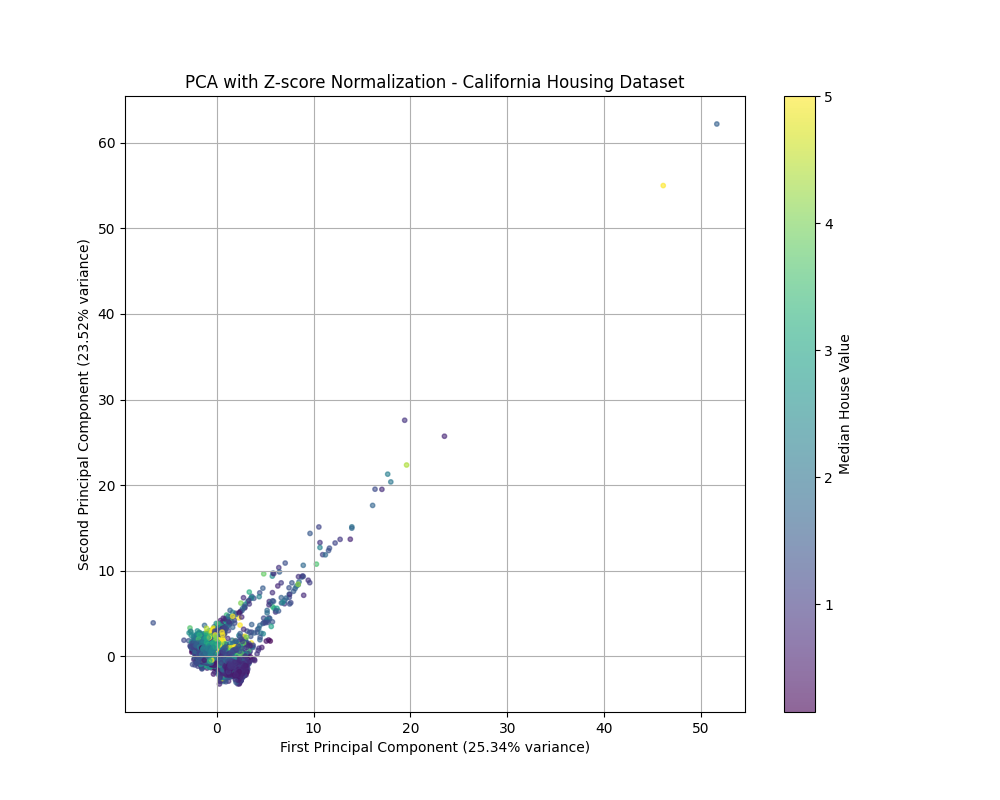 PCA with Z-score Normalization - California Housing Dataset
Second Principal Component (23.52% variance)
60
50
40
30
20
10
0
0 10 20 30 40 50
First Principal Component (25.34% variance)
5
4
3
2
1
Median House Value